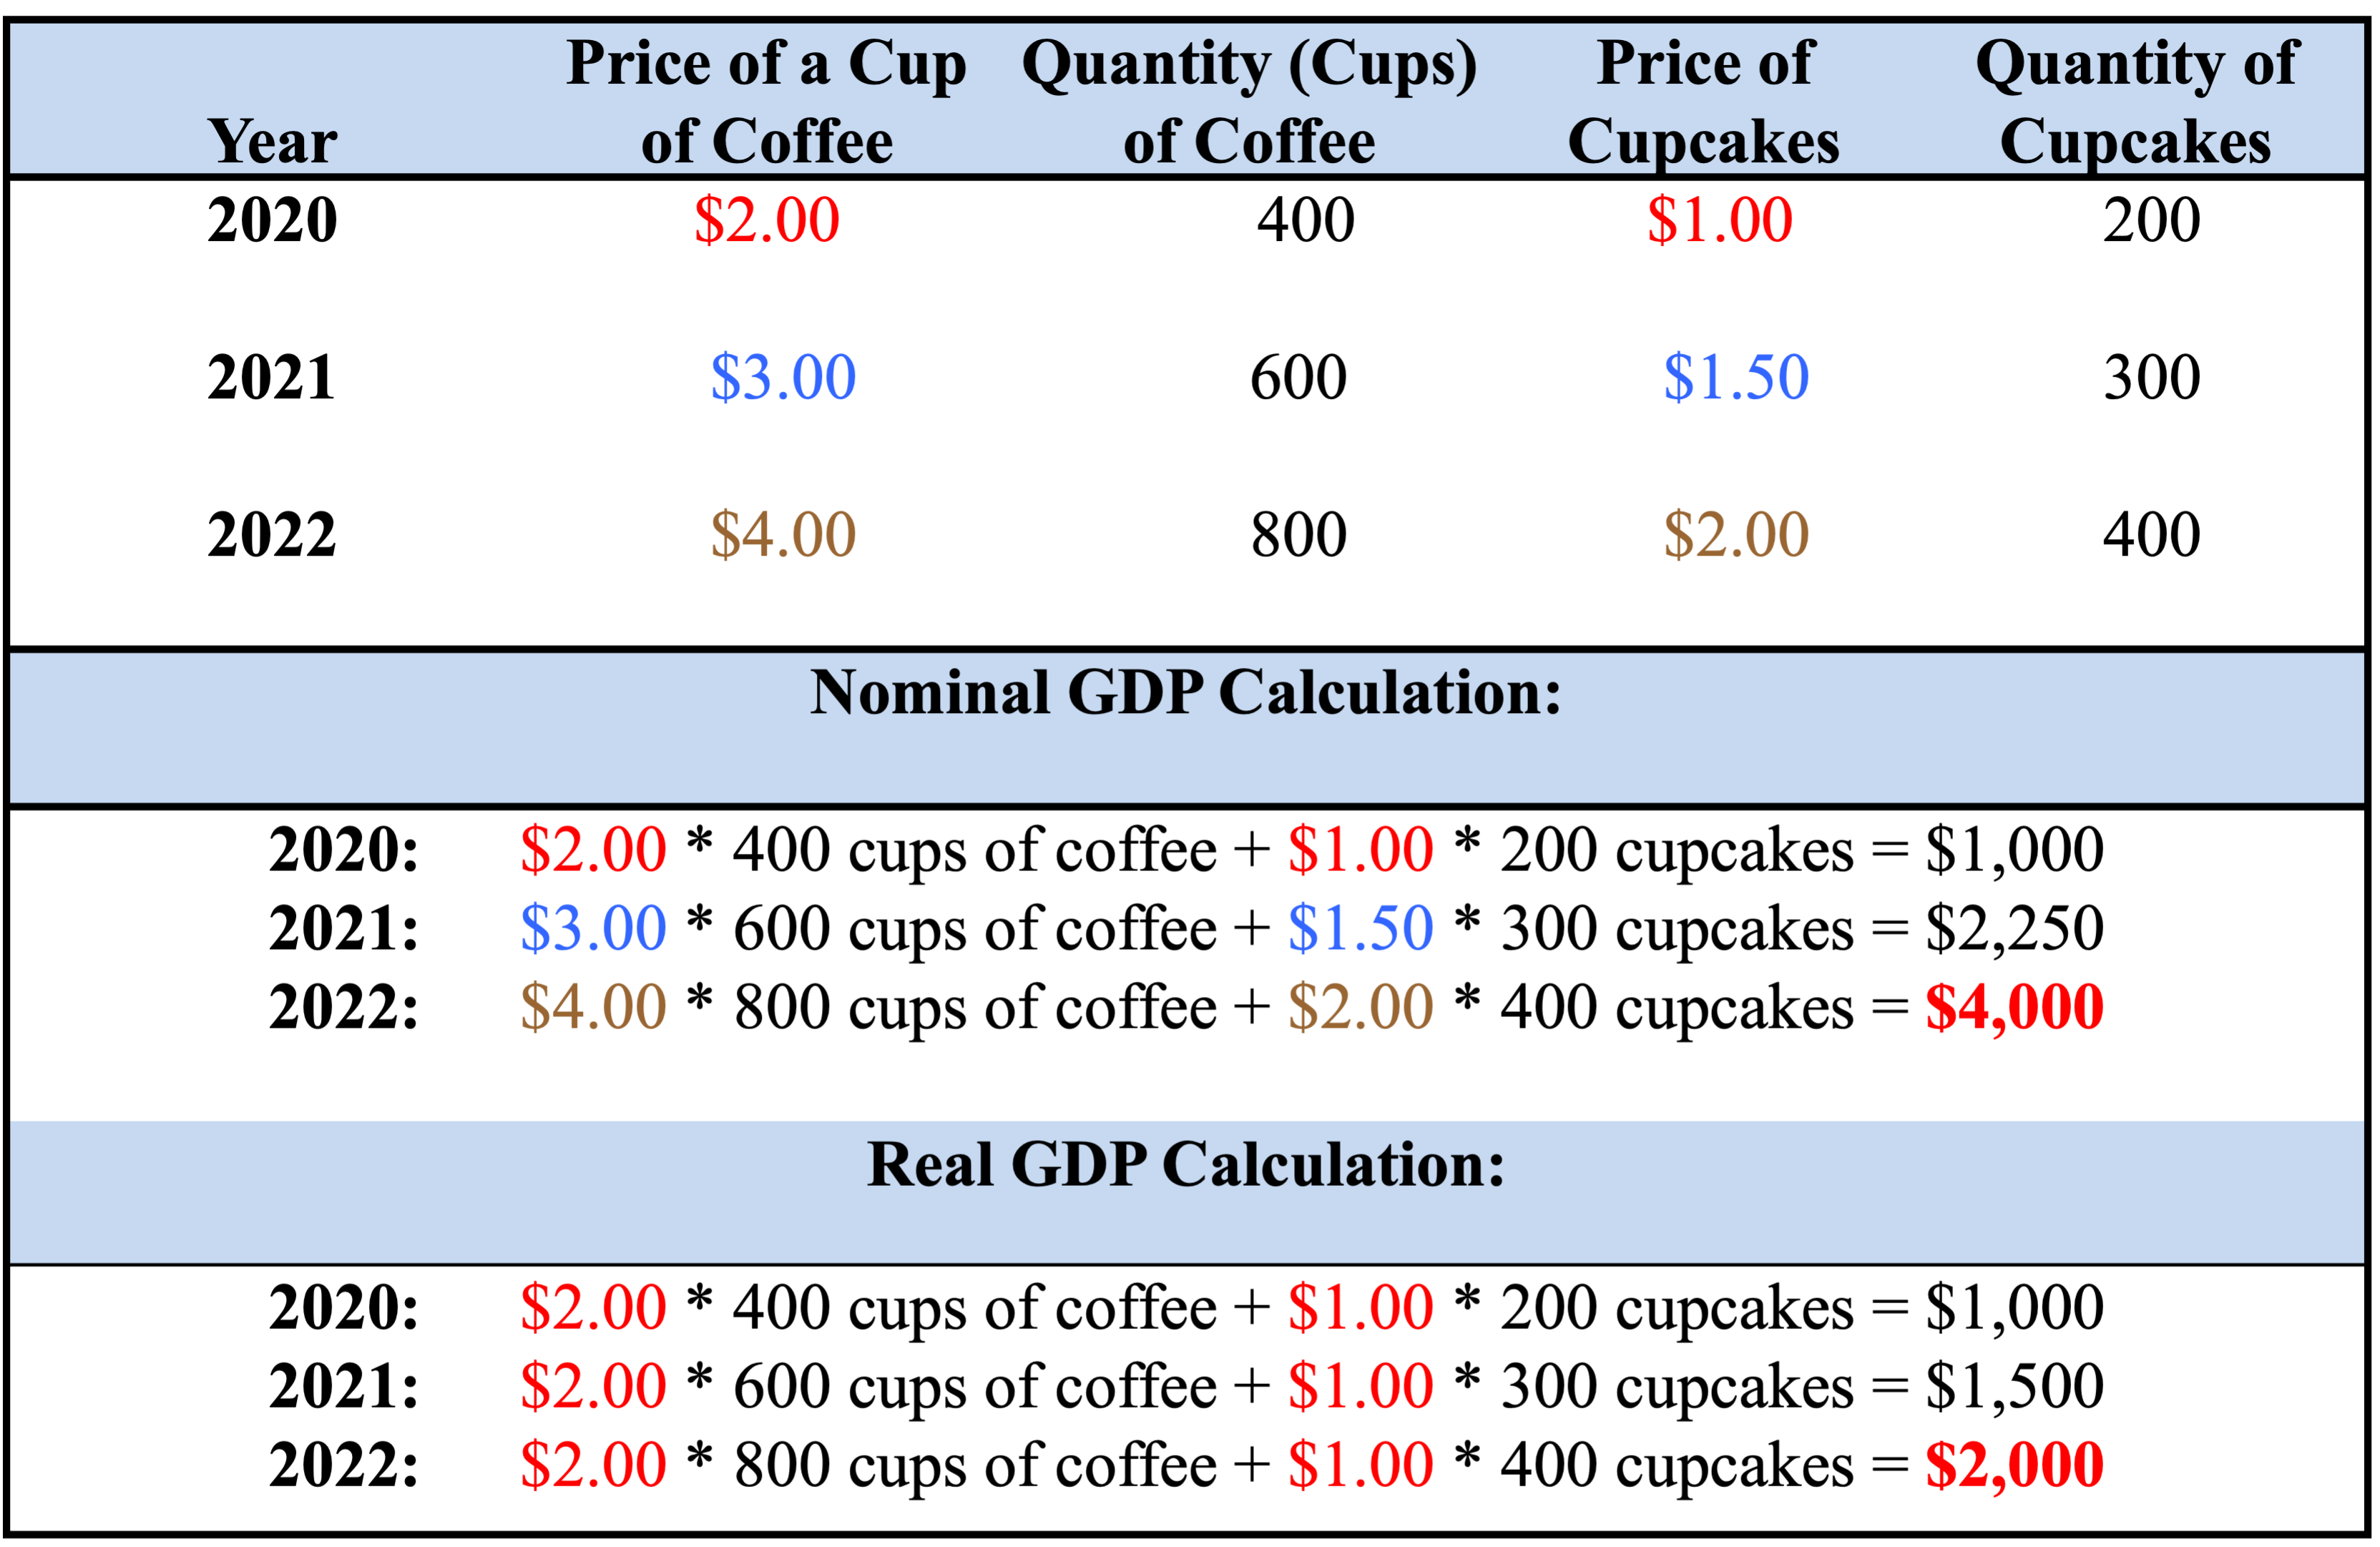 Price of a Cup Quantity (Cups) Price of Quantity of
Year of Coffee of Coffee Cupcakes Cupcakes
2020 $2.00 400 $1.00 200
2021 $3.00 600 $1.50 300
2022 $4.00 800 $2.00 400
Nominal GDP Calculation:
2020: $2.00 * 400 cups of coffee + $1.00 * 200 cupcakes = $1,000
2021: $3.00 * 600 cups of coffee + $1.50 * 300 cupcakes = $2,250
2022: $4.00 * 800 cups of coffee + $2.00 * 400 cupcakes = $4,000
Real GDP Calculation:
2020: $2.00 * 400 cups of coffee + $1.00 * 200 cupcakes = $1,000
2021: $2.00 * 600 cups of coffee + $1.00 * 300 cupcakes = $1,500
2022: $2.00 * 800 cups of coffee + $1.00 * 400 cupcakes = $2,000